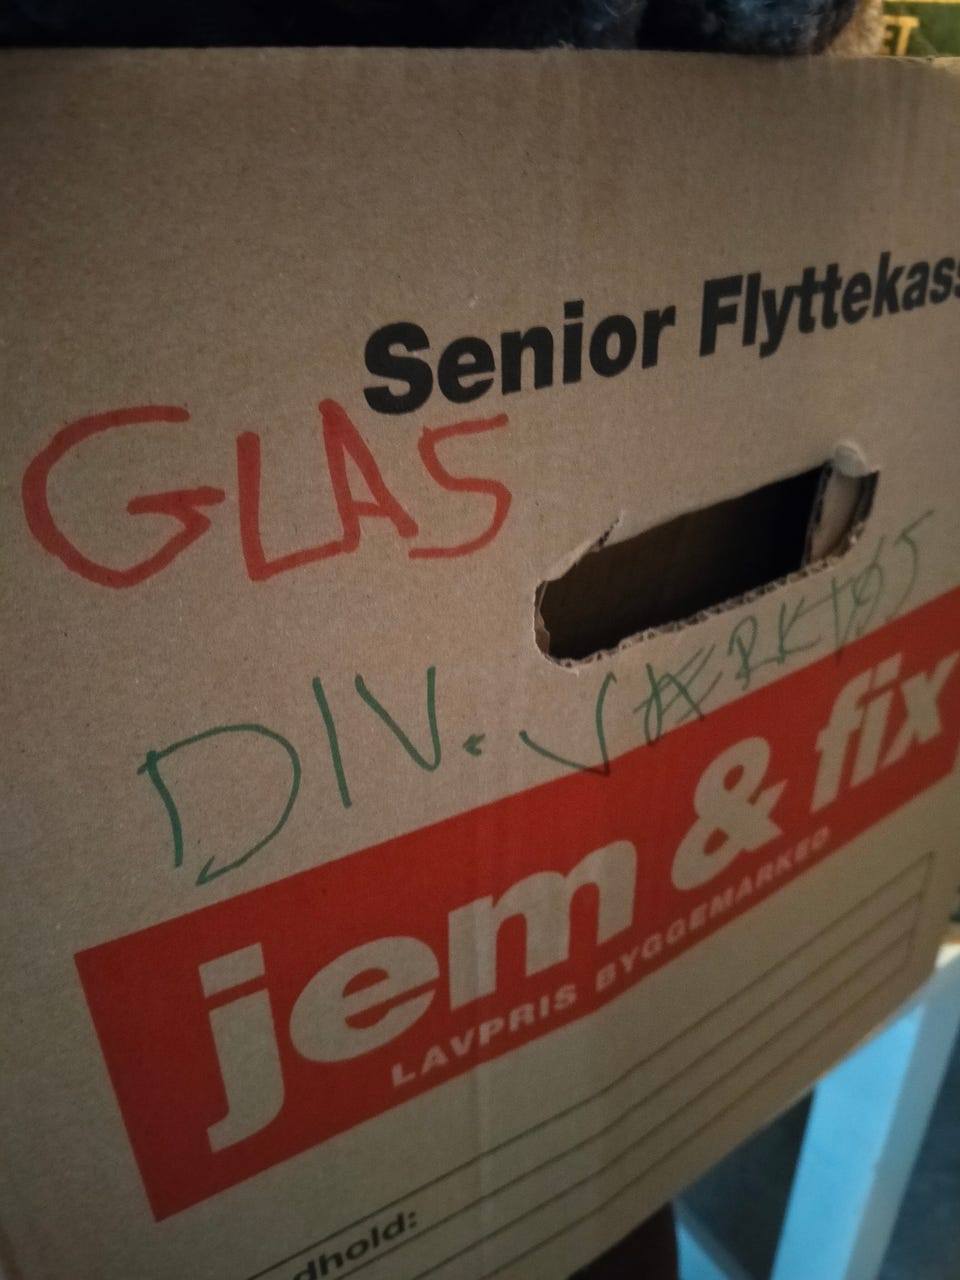 Senior Flyttekass
GLAS
DIV. VÆRKTØJ
jem & fix
LAVPRIS BYGGEMARKED
dhold: